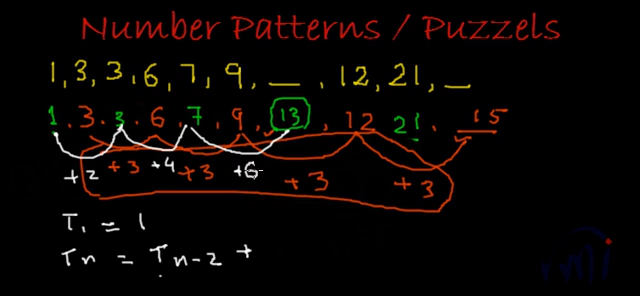 Number Patterns / Puzzels
1, 3, 3, 6, 7, 9, __, 12, 21, __
1, 3, 3, 6, 7, 9, 13, 12 21, 15
+2 +3 +4 +3 +6 +3 +3
T1 = 1
Tn = Tn-2 +